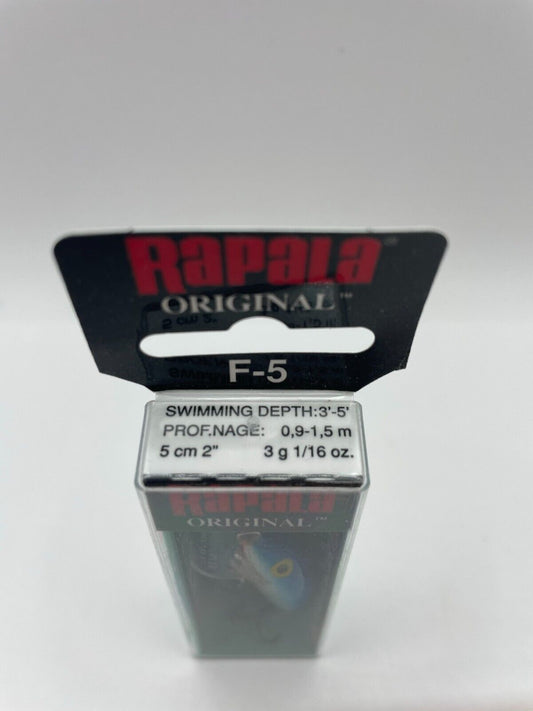 Rapala®
ORIGINAL™
F-5
SWIMMING DEPTH:3'-5'
PROF.NAGE: 0,9-1,5 m
5 cm 2" 3 g 1/16 oz.
Rapala
ORIGINAL™